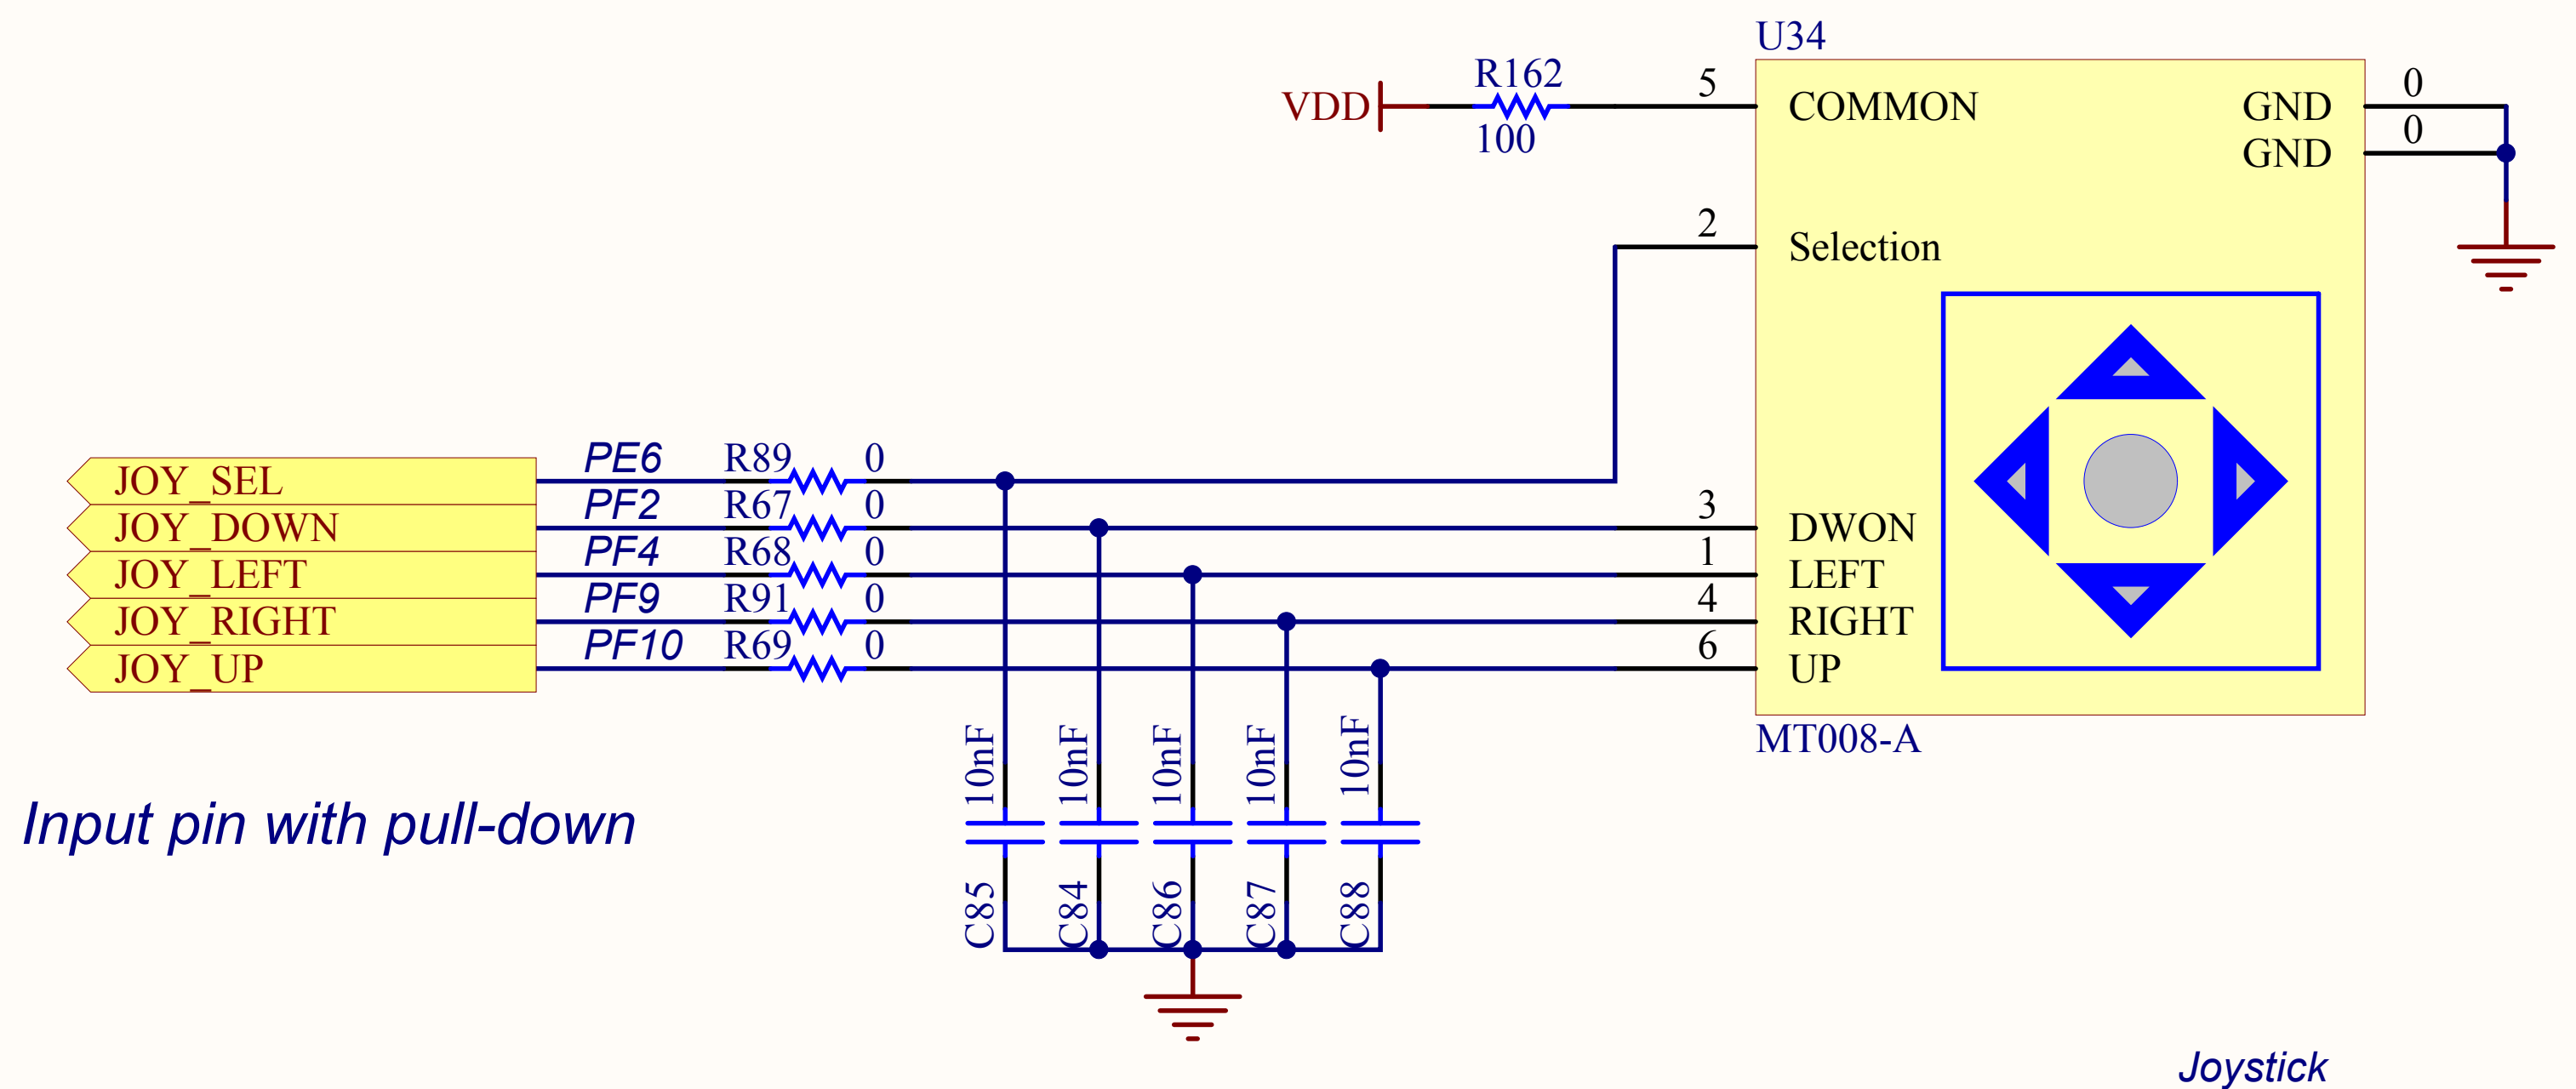 U34
R162
VDD
100
5
COMMON
GND
0
GND
0
2
Selection
JOY_SEL
PE6
R89
0
JOY_DOWN
PF2
R67
0
3
DWON
JOY_LEFT
PF4
R68
0
1
LEFT
JOY_RIGHT
PF9
R91
0
4
RIGHT
JOY_UP
PF10
R69
0
6
UP
MT008-A
10nF
10nF
10nF
10nF
10nF
Input pin with pull-down
C85
C84
C86
C87
C88
Joystick